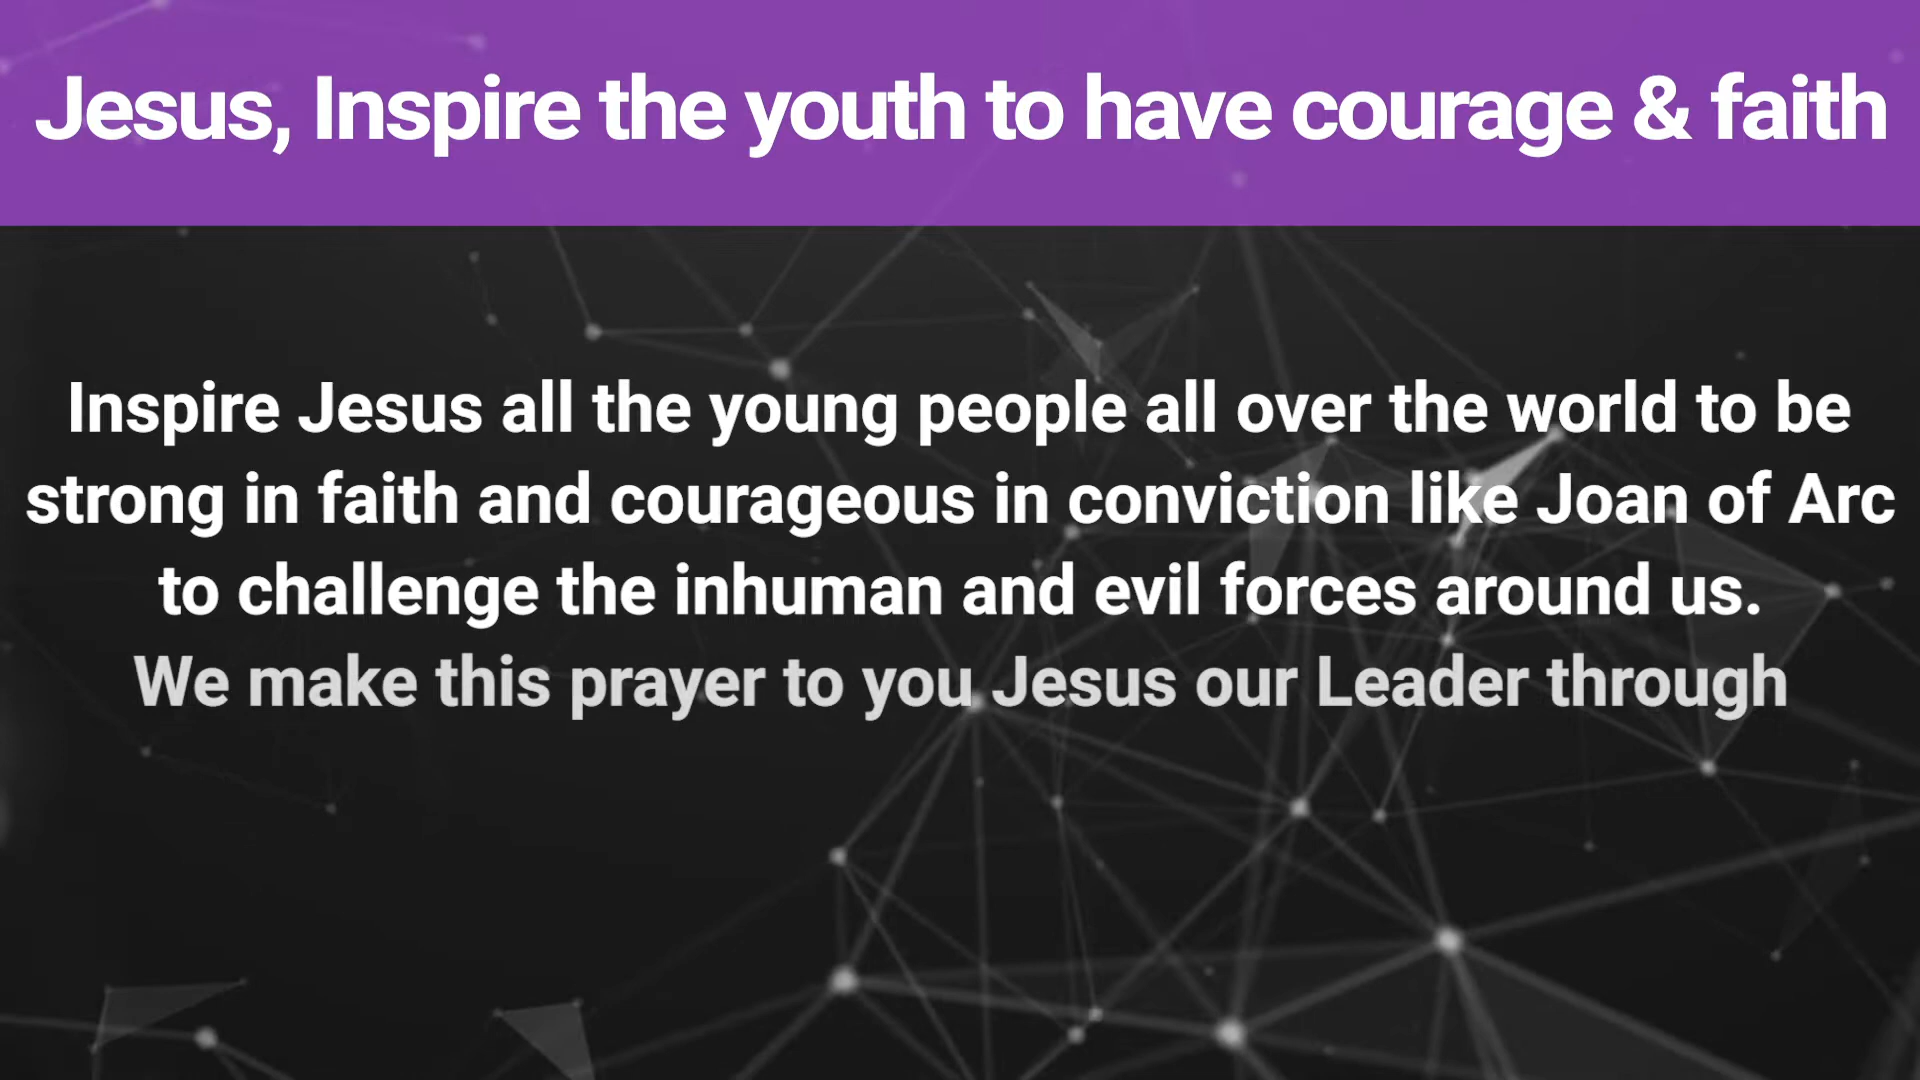 Jesus, Inspire the youth to have courage & faith
Inspire Jesus all the young people all over the world to be
strong in faith and courageous in conviction like Joan of Arc
to challenge the inhuman and evil forces around us.
We make this prayer to you Jesus our Leader through